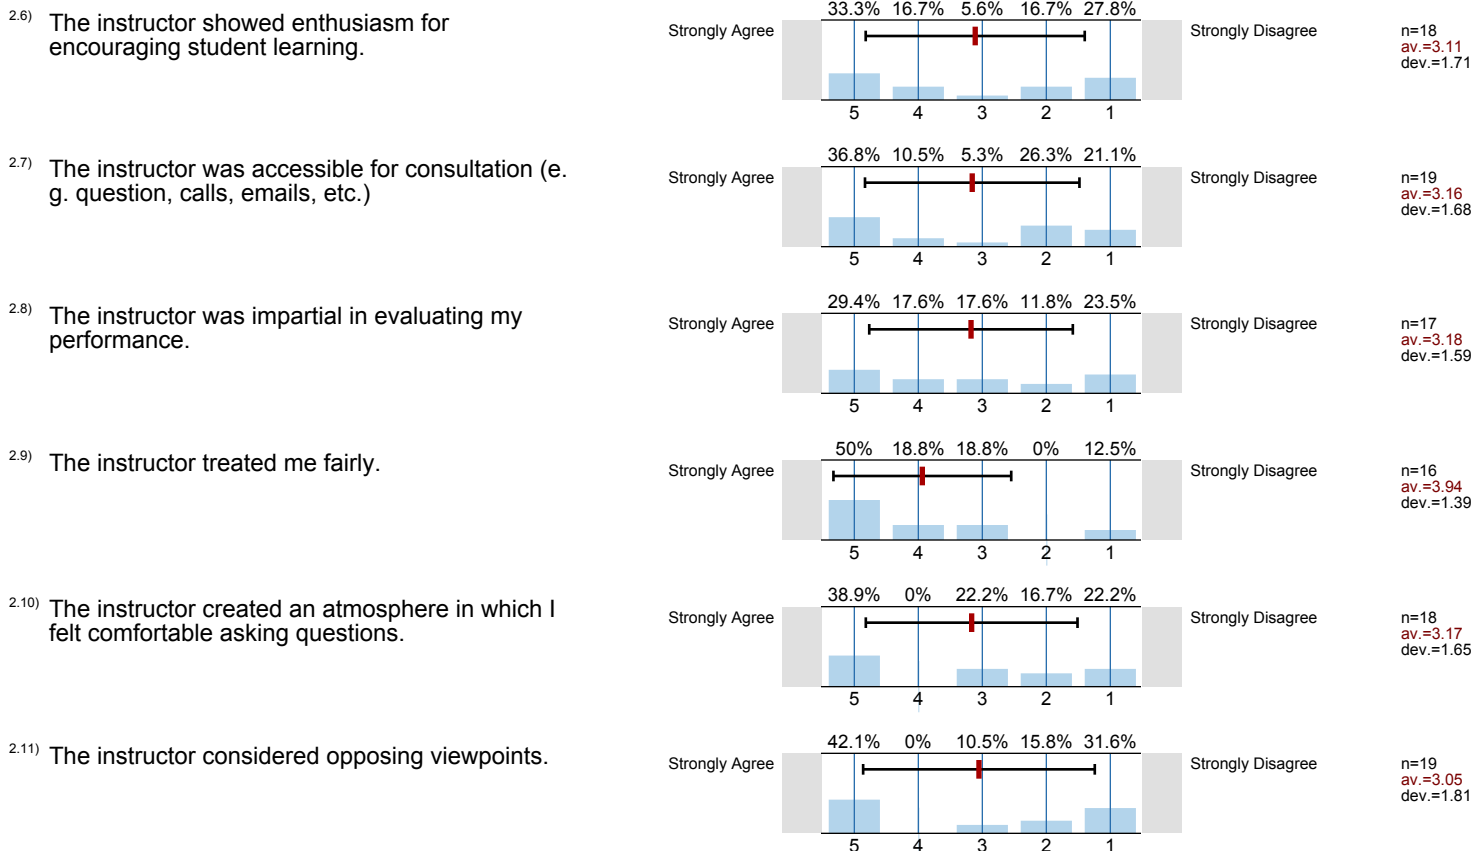 33.3% 16.7% 5.6% 16.7% 27.8%
2.6) The instructor showed enthusiasm for
encouraging student learning.
Strongly Agree
Strongly Disagree
n=18
av.=3.11
dev.=1.71
5 4 3 2 1
36.8% 10.5% 5.3% 26.3% 21.1%
2.7) The instructor was accessible for consultation (e.
g. question, calls, emails, etc.)
Strongly Agree
Strongly Disagree
n=19
av.=3.16
dev.=1.68
5 4 3 2 1
29.4% 17.6% 17.6% 11.8% 23.5%
2.8) The instructor was impartial in evaluating my
performance.
Strongly Agree
Strongly Disagree
n=17
av.=3.18
dev.=1.59
5 4 3 2 1
50% 18.8% 18.8% 0% 12.5%
2.9) The instructor treated me fairly.
Strongly Agree
Strongly Disagree
n=16
av.=3.94
dev.=1.39
5 4 3 2 1
38.9% 0% 22.2% 16.7% 22.2%
2.10) The instructor created an atmosphere in which I
felt comfortable asking questions.
Strongly Agree
Strongly Disagree
n=18
av.=3.17
dev.=1.65
5 4 3 2 1
42.1% 0% 10.5% 15.8% 31.6%
2.11) The instructor considered opposing viewpoints.
Strongly Agree
Strongly Disagree
n=19
av.=3.05
dev.=1.81
5 4 3 2 1